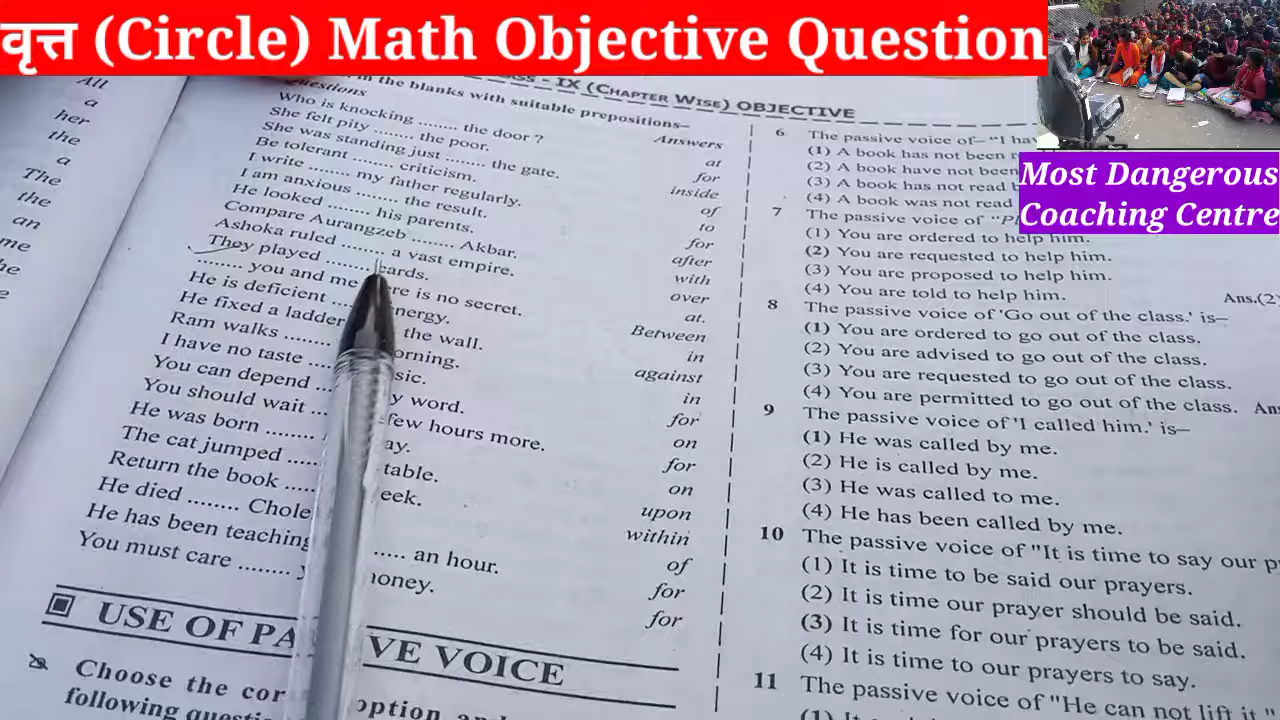 वृत्त (Circle) Math Objective Question
Most Dangerous
Coaching Centre
All
a
her
the
a
The
the
an
IX (CHAPTER WISE) OBJECTIVE
Questions in the blanks with suitable prepositions–
Answers
Who is knocking ........ the door ?
at
She felt pity ........ the poor.
for
She was standing just ........ the gate.
inside
Be tolerant ........ criticism.
of
I write ........ my father regularly.
to
I am anxious ........ the result.
for
He looked ........ his parents.
after
Compare Aurangzeb ........ Akbar.
with
Ashoka ruled ........ a vast empire.
over
They played ........ cards.
at.
........ you and me there is no secret.
Between
He is deficient .... energy.
in
He fixed a ladder the wall.
against
Ram walks ........ orning.
in
I have no taste .... sic.
for
You can depend ... y word.
on
You should wait ... few hours more.
for
He was born ........ ay.
on
The cat jumped ..... table.
upon
Return the book ..... eek.
within
He died ........ Chole
of
He has been teaching ..... an hour.
for
You must care ........ y money.
for
USE OF PA VE VOICE
Choose the cor option and
following questi
6 The passive voice of–"I ha
(1) A book has not been
(2) A book have not been
(3) A book has not read
(4) A book was not read
7 The passive voice of
(1) You are ordered to help him.
(2) You are requested to help him.
(3) You are proposed to help him.
(4) You are told to help him.
Ans.(2)
8 The passive voice of 'Go out of the class.' is–
(1) You are ordered to go out of the class.
(2) You are advised to go out of the class.
(3) You are requested to go out of the class.
(4) You are permitted to go out of the class.
9 The passive voice of 'I called him.' is–
(1) He was called by me.
(2) He is called by me.
(3) He was called to me.
(4) He has been called by me.
10 The passive voice of "It is time to say our p
(1) It is time to be said our prayers.
(2) It is time our prayer should be said.
(3) It is time for our prayers to be said.
(4) It is time to our prayers to say.
11 The passive voice of "He can not lift it."